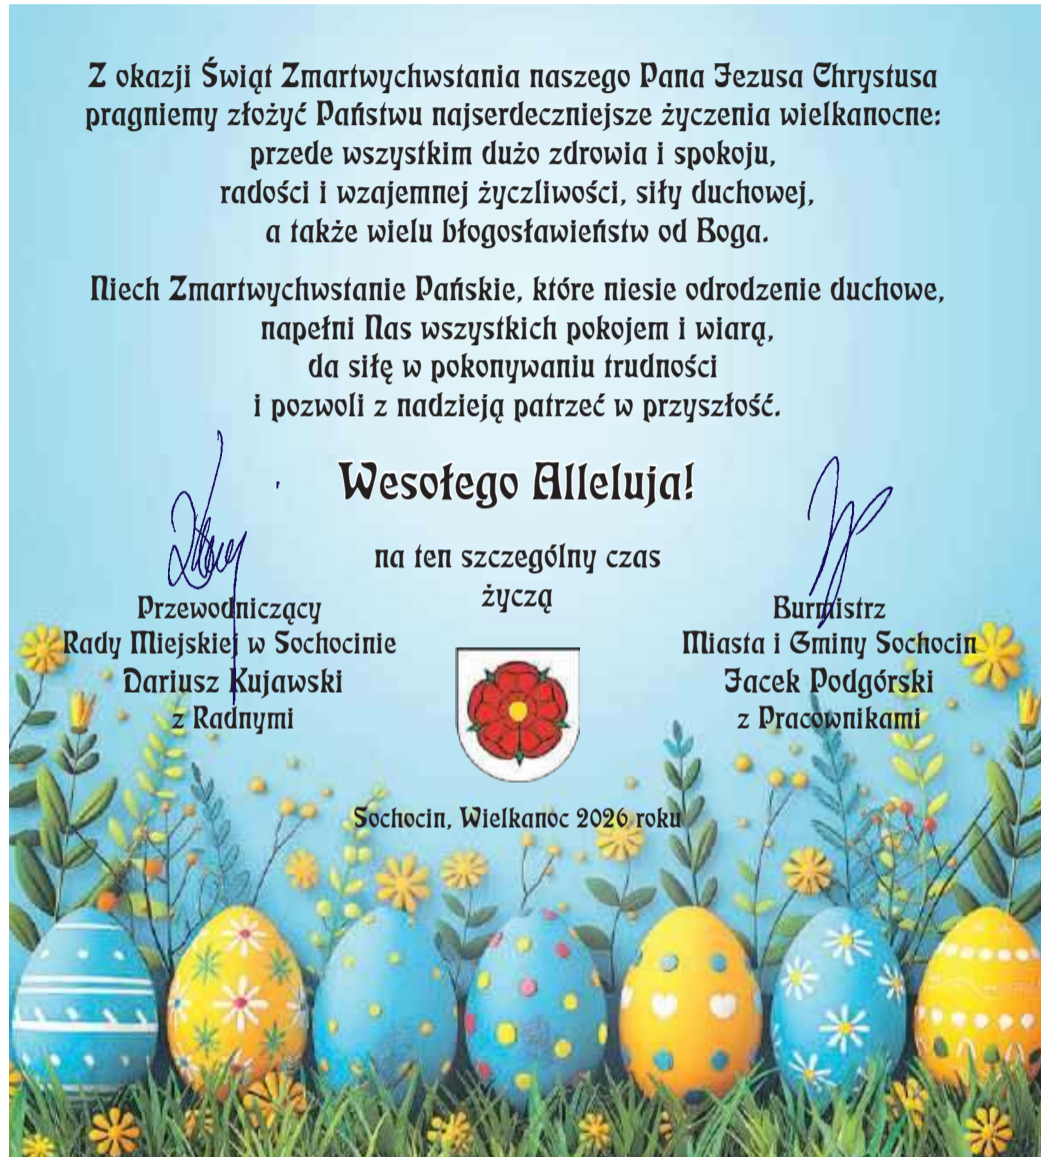 Z okazji Świąt Zmartwychwstania naszego Pana Jezusa Chrystusa
pragniemy złożyć Państwu najserdeczniejsze życzenia wielkanocne:
przede wszystkim dużo zdrowia i spokoju,
radości i wzajemnej życzliwości, siły duchowej,
a także wielu błogosławieństw od Boga.
Niech Zmartwychwstanie Pańskie, które niesie odrodzenie duchowe,
napełni Nas wszystkich pokojem i wiarą,
da siłę w pokonywaniu trudności
i pozwoli z nadzieją patrzeć w przyszłość.
Wesołego Alleluja!
na ten szczególny czas
życzą
Przewodniczący
Rady Miejskiej w Sochocinie
Dariusz Kujawski
z Radnymi
Burmistrz
Miasta i Gminy Sochocin
Jacek Podgórski
z Pracownikami
Sochocin, Wielkanoc 2026 roku